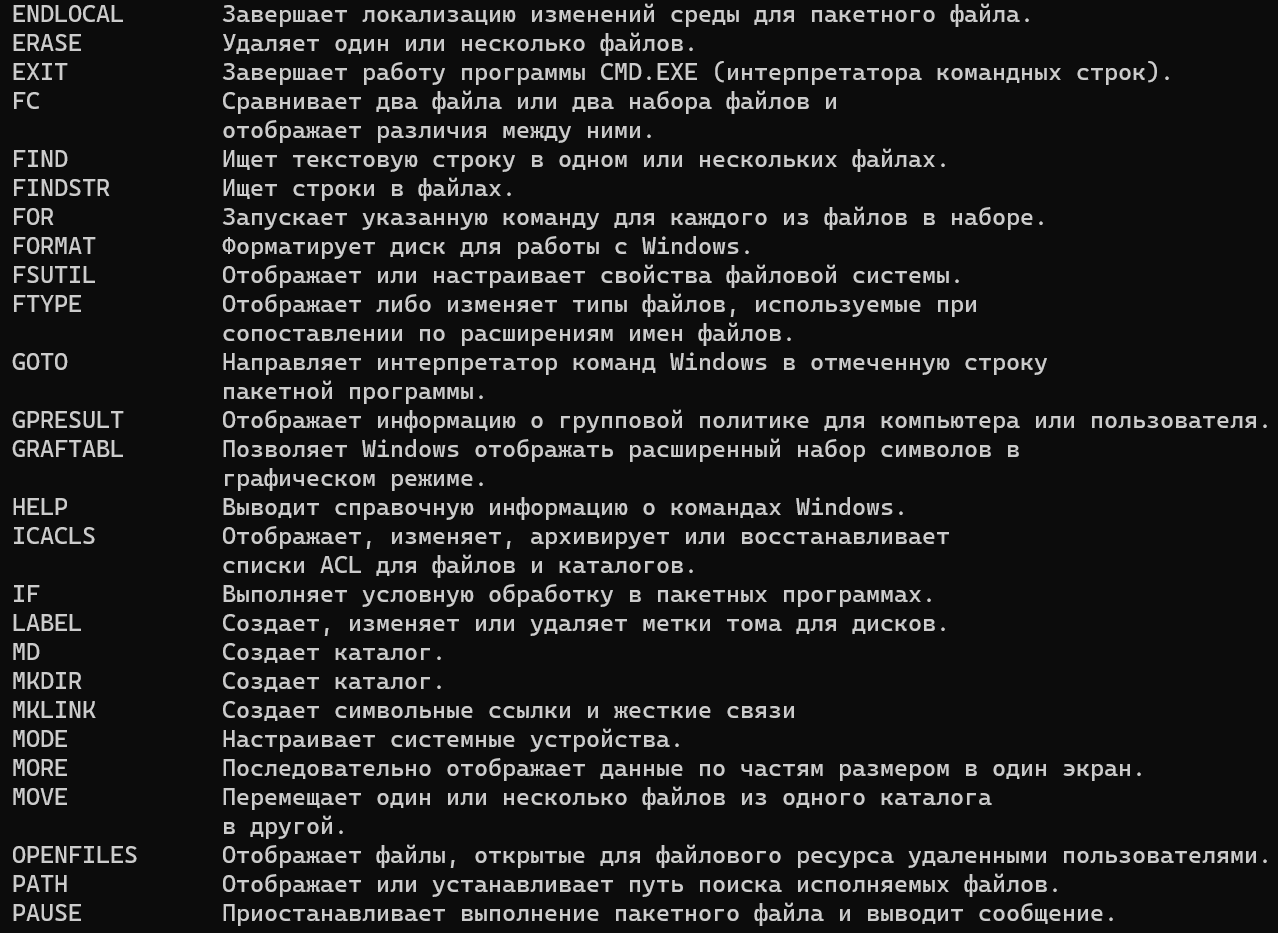 ENDLOCAL       Завершает локализацию изменений среды для пакетного файла.
ERASE          Удаляет один или несколько файлов.
EXIT           Завершает работу программы CMD.EXE (интерпретатора командных строк).
FC             Сравнивает два файла или два набора файлов и
               отображает различия между ними.
FIND           Ищет текстовую строку в одном или нескольких файлах.
FINDSTR        Ищет строки в файлах.
FOR            Запускает указанную команду для каждого из файлов в наборе.
FORMAT         Форматирует диск для работы с Windows.
FSUTIL         Отображает или настраивает свойства файловой системы.
FTYPE          Отображает либо изменяет типы файлов, используемые при
               сопоставлении по расширениям имен файлов.
GOTO           Направляет интерпретатор команд Windows в отмеченную строку
               пакетной программы.
GPRESULT       Отображает информацию о групповой политике для компьютера или пользователя.
GRAFTABL       Позволяет Windows отображать расширенный набор символов в
               графическом режиме.
HELP           Выводит справочную информацию о командах Windows.
ICACLS         Отображает, изменяет, архивирует или восстанавливает
               списки ACL для файлов и каталогов.
IF             Выполняет условную обработку в пакетных программах.
LABEL          Создает, изменяет или удаляет метки тома для дисков.
MD             Создает каталог.
MKDIR          Создает каталог.
MKLINK         Создает символьные ссылки и жесткие связи
MODE           Настраивает системные устройства.
MORE           Последовательно отображает данные по частям размером в один экран.
MOVE           Перемещает один или несколько файлов из одного каталога
               в другой.
OPENFILES      Отображает файлы, открытые для файлового ресурса удаленными пользователями.
PATH           Отображает или устанавливает путь поиска исполняемых файлов.
PAUSE          Приостанавливает выполнение пакетного файла и выводит сообщение.